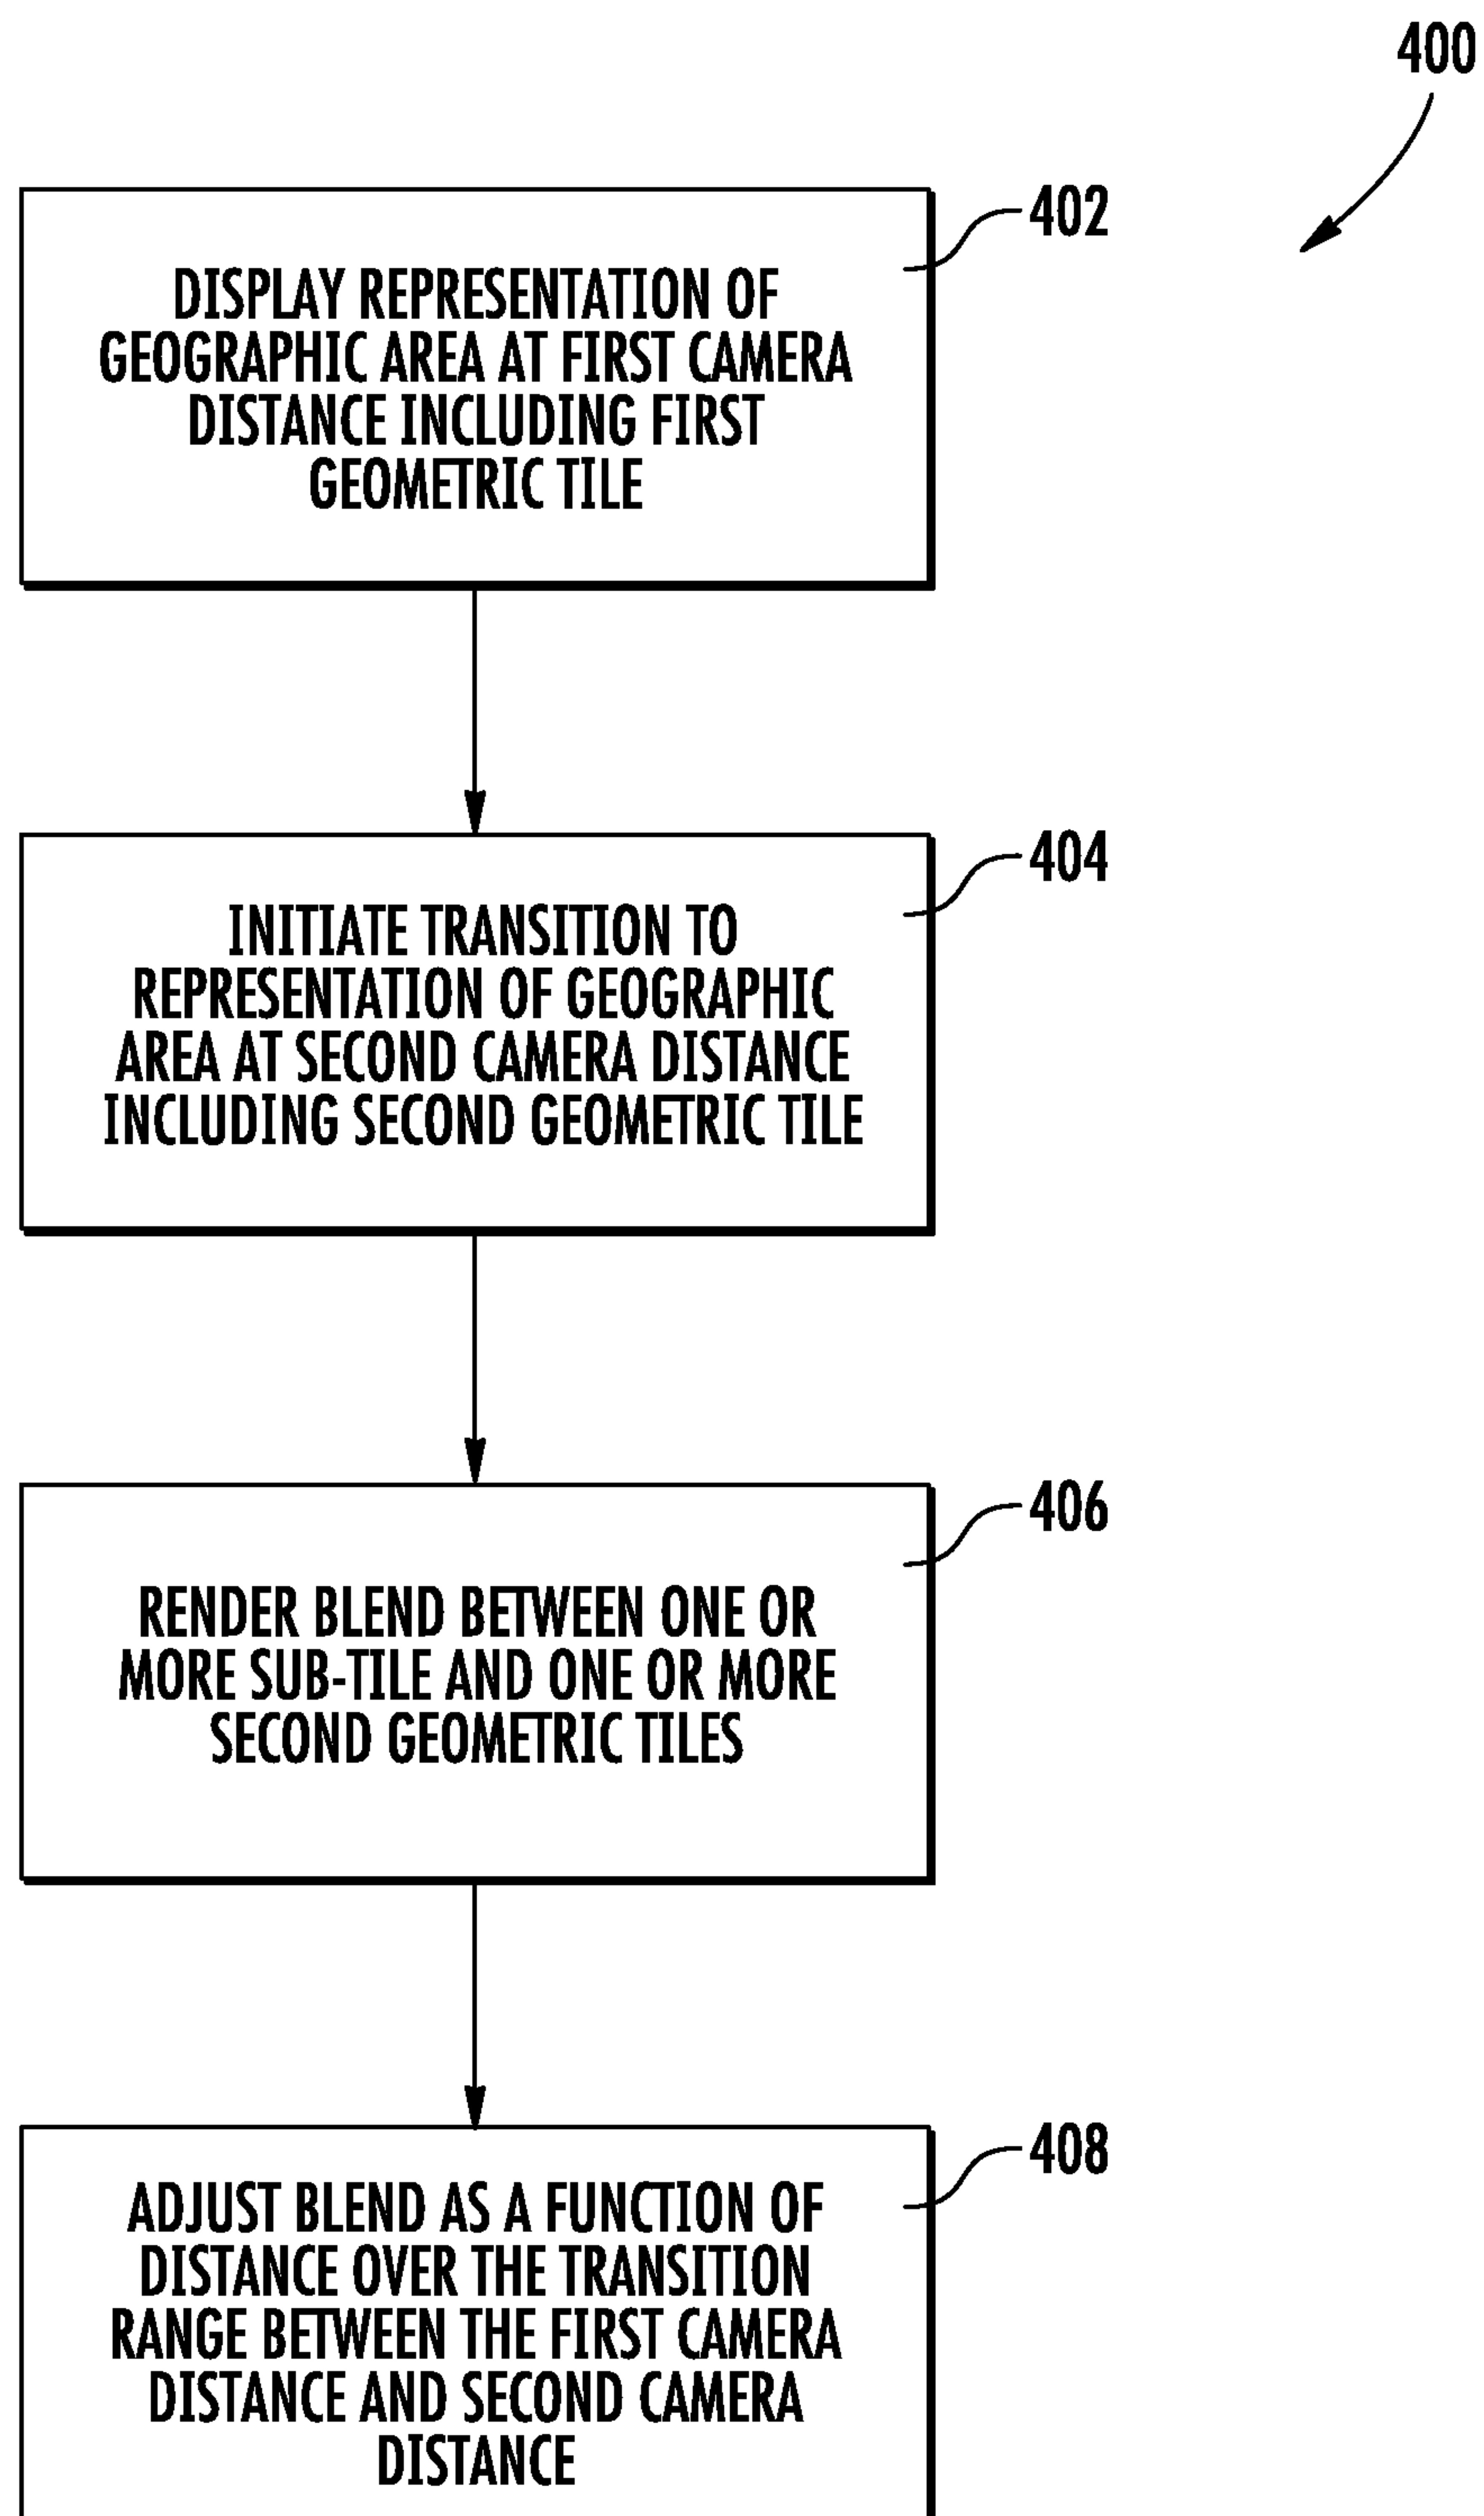 400
402
DISPLAY REPRESENTATION OF
GEOGRAPHIC AREA AT FIRST CAMERA
DISTANCE INCLUDING FIRST
GEOMETRIC TILE
404
INITIATE TRANSITION TO
REPRESENTATION OF GEOGRAPHIC
AREA AT SECOND CAMERA DISTANCE
INCLUDING SECOND GEOMETRIC TILE
406
RENDER BLEND BETWEEN ONE OR
MORE SUB-TILE AND ONE OR MORE
SECOND GEOMETRIC TILES
408
ADJUST BLEND AS A FUNCTION OF
DISTANCE OVER THE TRANSITION
RANGE BETWEEN THE FIRST CAMERA
DISTANCE AND SECOND CAMERA
DISTANCE